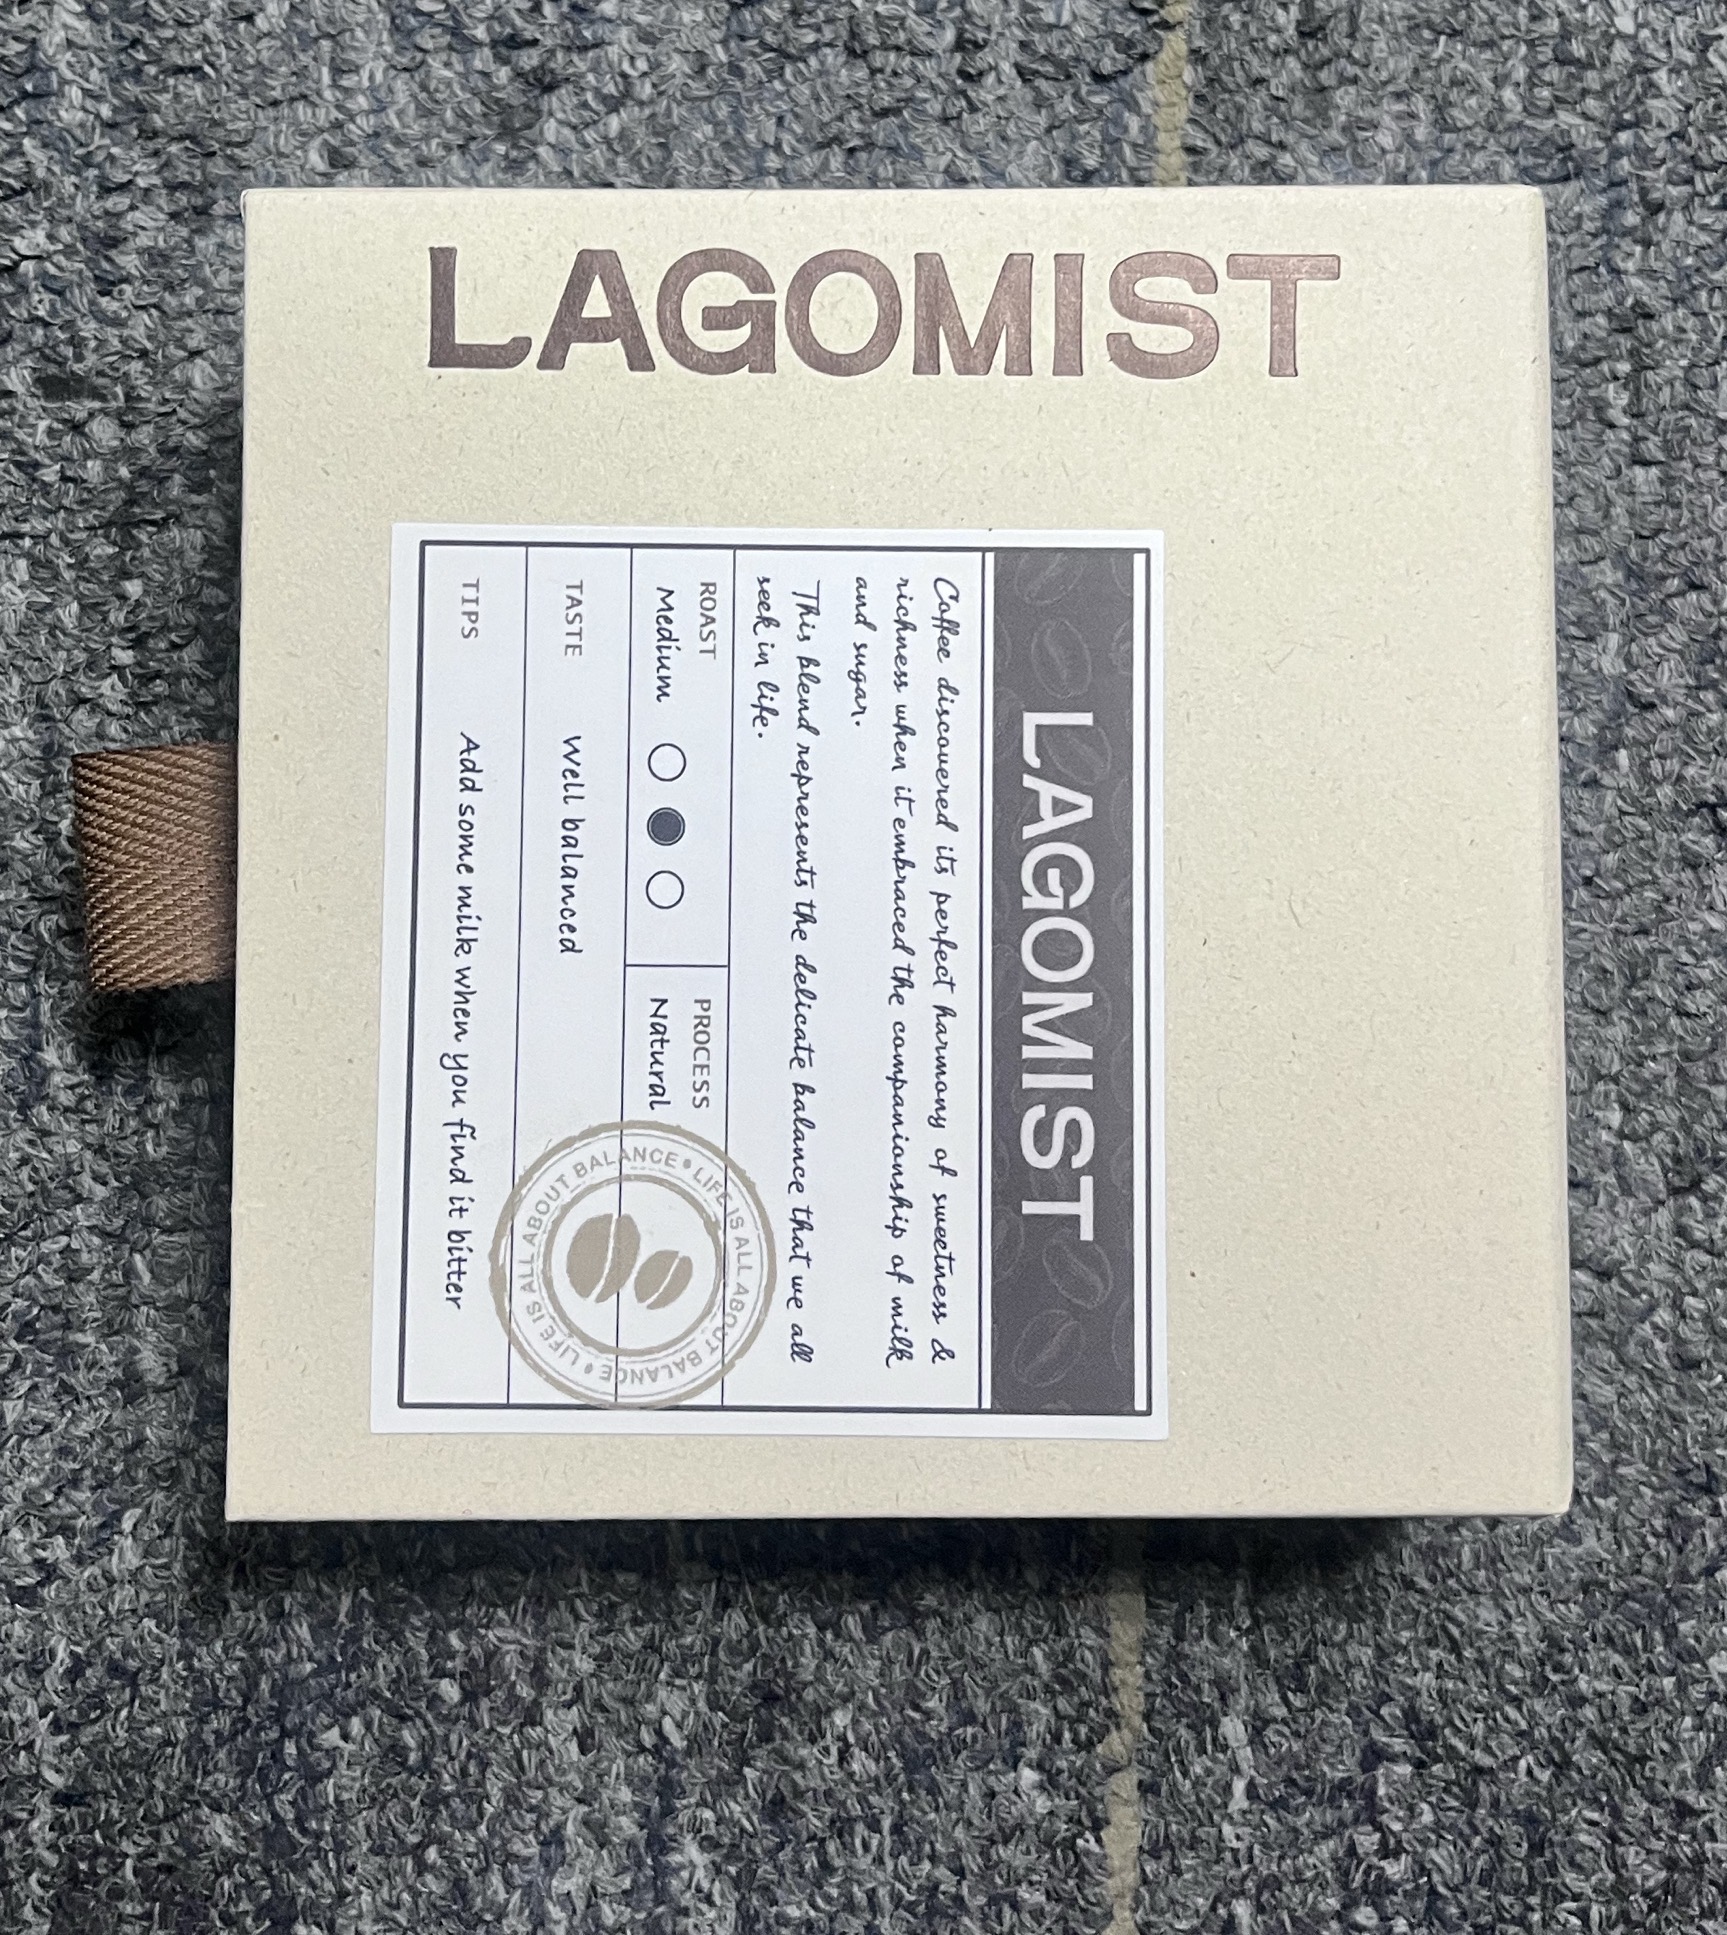 LAGOMIST
LAGOMIST
Coffee discovered its perfect harmony of sweetness &
richness when it embraced the companionship of milk
and sugar.
This blend represents the delicate balance that we all
seek in life.
ROAST
Medium
PROCESS
Natural
TASTE Well balanced
TIPS Add some milk when you find it bitter
LIFE IS ALL ABOUT BALANCE • LIFE IS ALL ABOUT BALANCE •